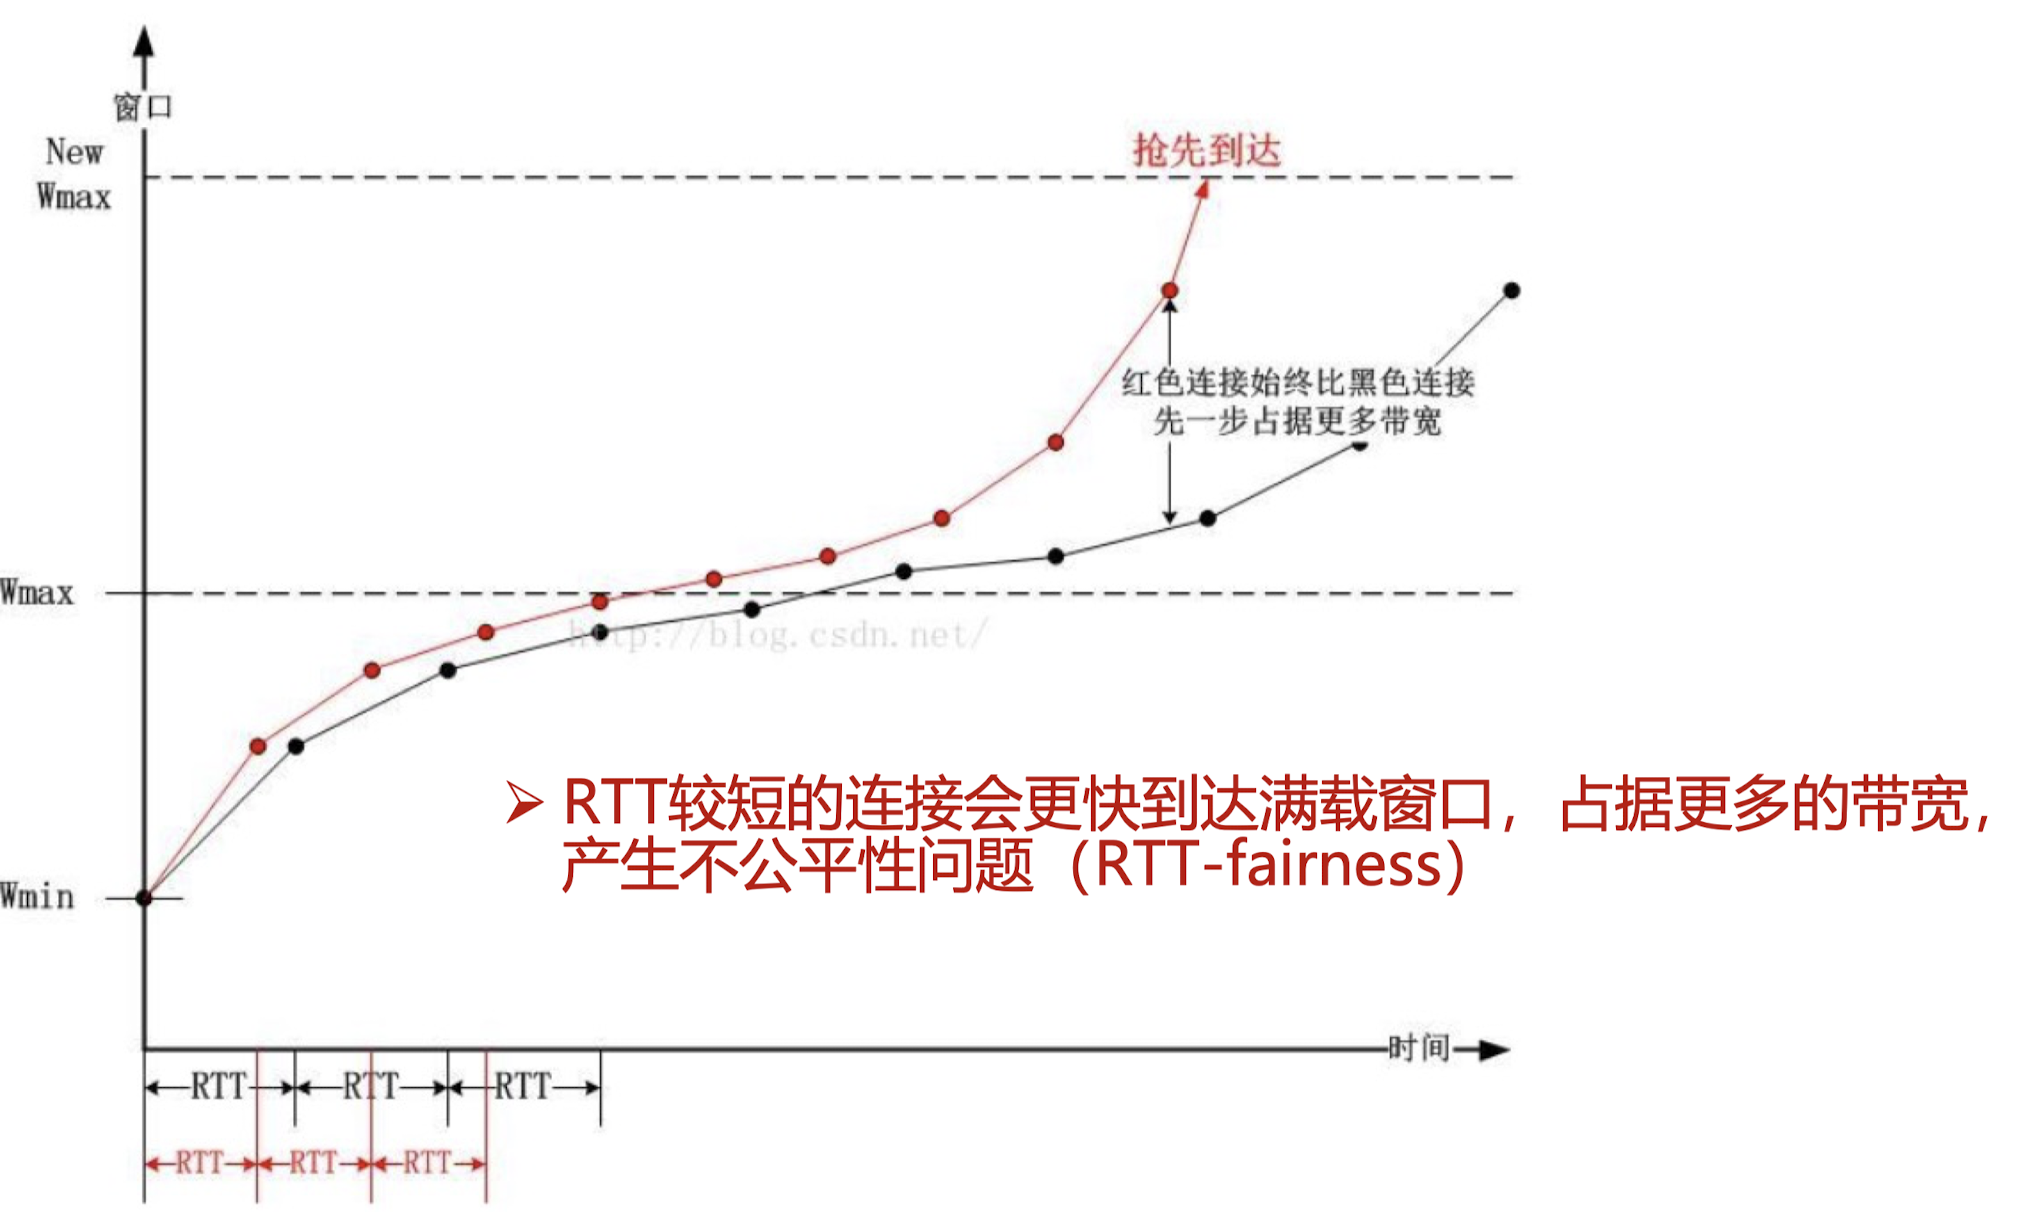 窗口
New
Wmax
抢先到达
红色连接始终比黑色连接
先一步占据更多带宽
Wmax
http://blog.csdn.net/
RTT较短的连接会更快到达满载窗口，占据更多的带宽，
产生不公平性问题（RTT-fairness）
Wmin
时间
RTT RTT RTT
RTT RTT RTT